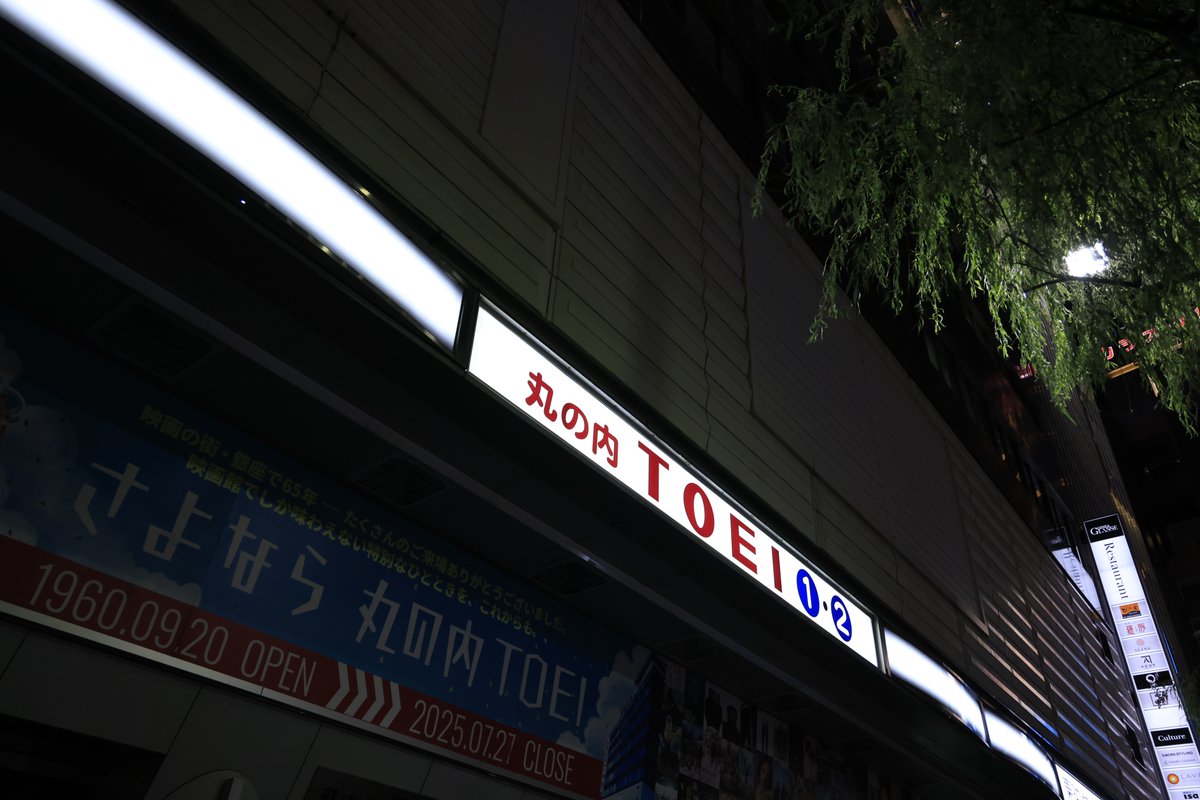 丸の内 TOEI 1・2
映画の街・銀座で65年――たくさんのご来場ありがとうございました。
映画館でしか味わえない特別なひとときを、これからも。
さよなら 丸の内 TOEI
1960.09.20 OPEN 2025.07.27 CLOSE
GLASSE
Restaurant
Culture
LAVA